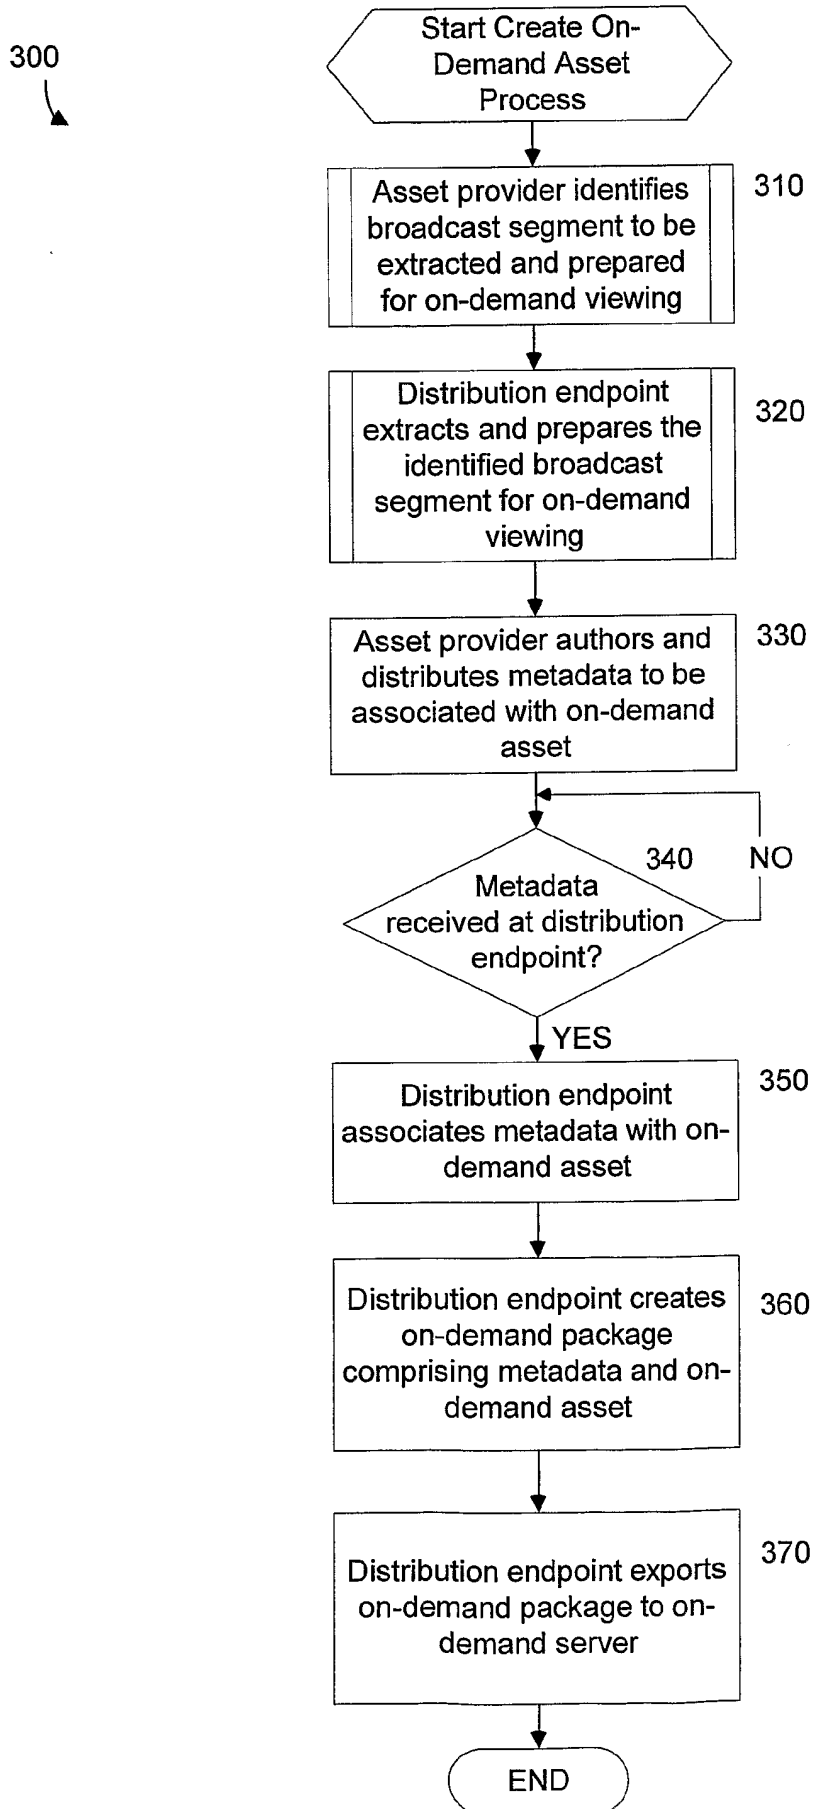 300
Start Create On-
Demand Asset
Process
310
Asset provider identifies
broadcast segment to be
extracted and prepared
for on-demand viewing
320
Distribution endpoint
extracts and prepares the
identified broadcast
segment for on-demand
viewing
330
Asset provider authors and
distributes metadata to be
associated with on-demand
asset
340
NO
Metadata
received at distribution
endpoint?
YES
350
Distribution endpoint
associates metadata with on-
demand asset
360
Distribution endpoint creates
on-demand package
comprising metadata and on-
demand asset
370
Distribution endpoint exports
on-demand package to on-
demand server
END